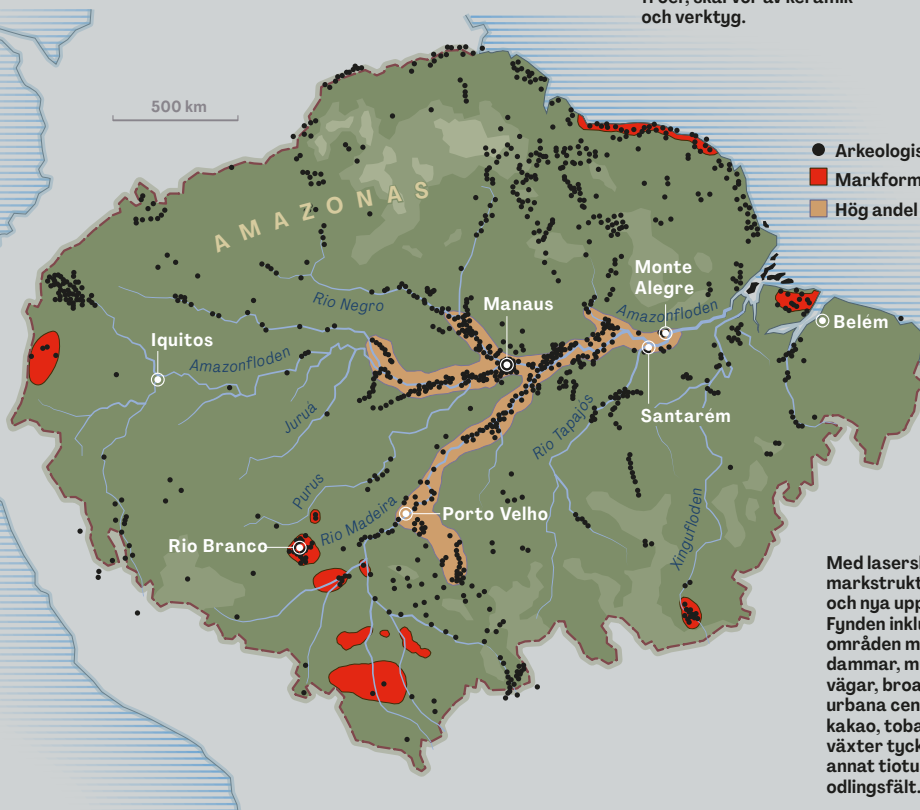 och verktyg.
500 km
Arkeologis
Markform
Hög andel
AMAZONAS
Monte
Alegre
Rio Negro
Manaus
Amazonfloden
Belém
Iquitos
Amazonfloden
Santarém
Juruá
Rio Tapajos
Purus
Rio Madeira
Porto Velho
Xingufloden
Rio Branco
Med lasersk
markstrukt
och nya upp
Fynden inklu
områden m
dammar, m
vägar, broa
urbana cen
kakao, toba
växter tyck
annat tiotu
odlingsfält.